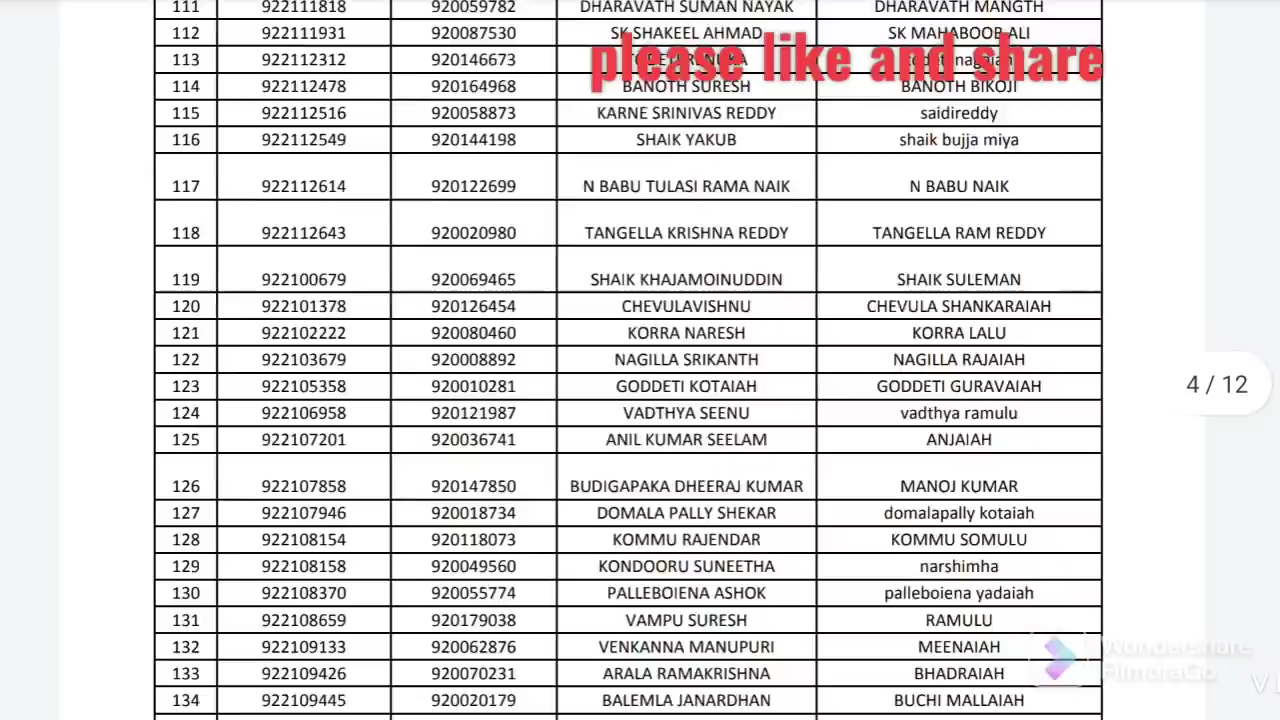 111 922111818 920059782 DHARAVATH SUMAN NAYAK DHARAVATH MANGTH
112 922111931 920087530 SK SHAKEEL AHMAD SK MAHABOOB ALI
please like and share
113 922112312 920146673
114 922112478 920164968 BANOTH SURESH BANOTH BIKOJI
115 922112516 920058873 KARNE SRINIVAS REDDY saidireddy
116 922112549 920144198 SHAIK YAKUB shaik bujja miya
117 922112614 920122699 N BABU TULASI RAMA NAIK N BABU NAIK
118 922112643 920020980 TANGELLA KRISHNA REDDY TANGELLA RAM REDDY
119 922100679 920069465 SHAIK KHAJAMOINUDDIN SHAIK SULEMAN
120 922101378 920126454 CHEVULAVISHNU CHEVULA SHANKARAIAH
121 922102222 920080460 KORRA NARESH KORRA LALU
122 922103679 920008892 NAGILLA SRIKANTH NAGILLA RAJAIAH
123 922105358 920010281 GODDETI KOTAIAH GODDETI GURAVAIAH
4 / 12
124 922106958 920121987 VADTHYA SEENU vadthya ramulu
125 922107201 920036741 ANIL KUMAR SEELAM ANJAIAH
126 922107858 920147850 BUDIGAPAKA DHEERAJ KUMAR MANOJ KUMAR
127 922107946 920018734 DOMALA PALLY SHEKAR domalapally kotaiah
128 922108154 920118073 KOMMU RAJENDAR KOMMU SOMULU
129 922108158 920049560 KONDOORU SUNEETHA narshimha
130 922108370 920055774 PALLEBOIENA ASHOK palleboiena yadaiah
131 922108659 920179038 VAMPU SURESH RAMULU
132 922109133 920062876 VENKANNA MANUPURI MEENAIAH
Wondershare
FilmoraGo
133 922109426 920070231 ARALA RAMAKRISHNA BHADRAIAH
134 922109445 920020179 BALEMLA JANARDHAN BUCHI MALLAIAH